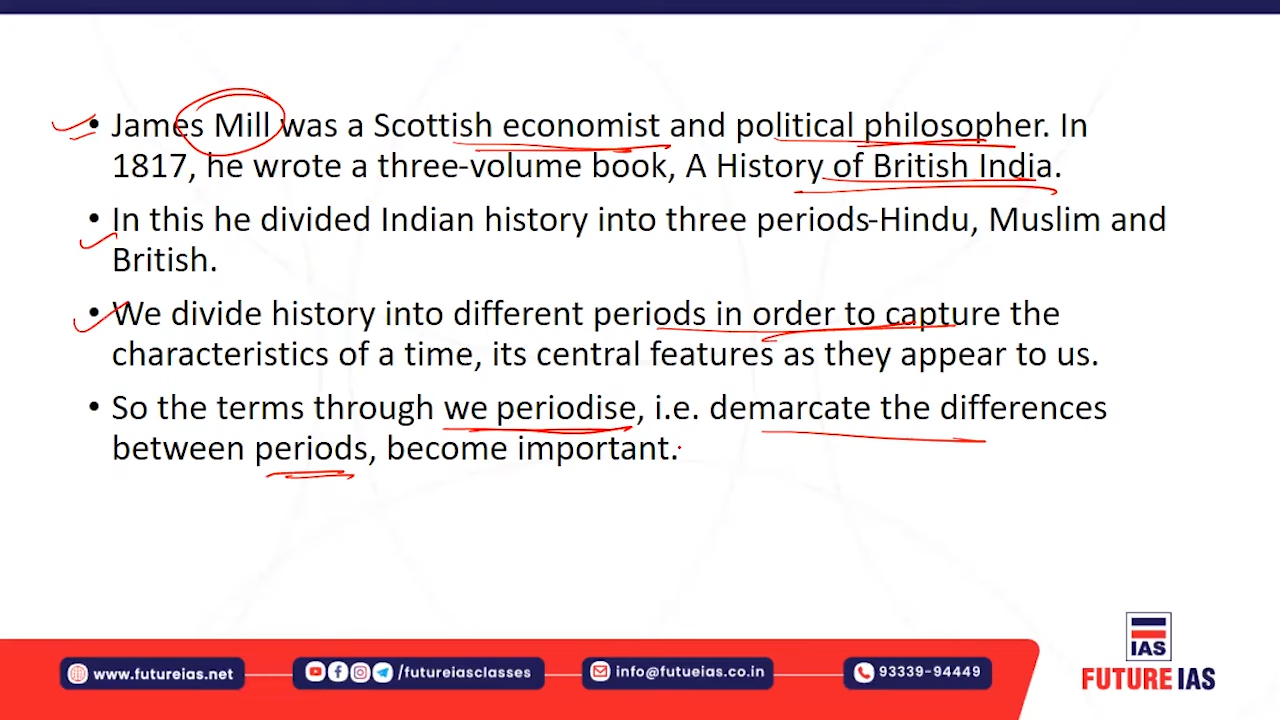 • James Mill was a Scottish economist and political philosopher. In
1817, he wrote a three-volume book, A History of British India.
• In this he divided Indian history into three periods-Hindu, Muslim and
British.
• We divide history into different periods in order to capture the
characteristics of a time, its central features as they appear to us.
• So the terms through we periodise, i.e. demarcate the differences
between periods, become important.
IAS
www.futureias.net
/futureiasclasses
info@futueias.co.in
93339-94449
FUTURE IAS